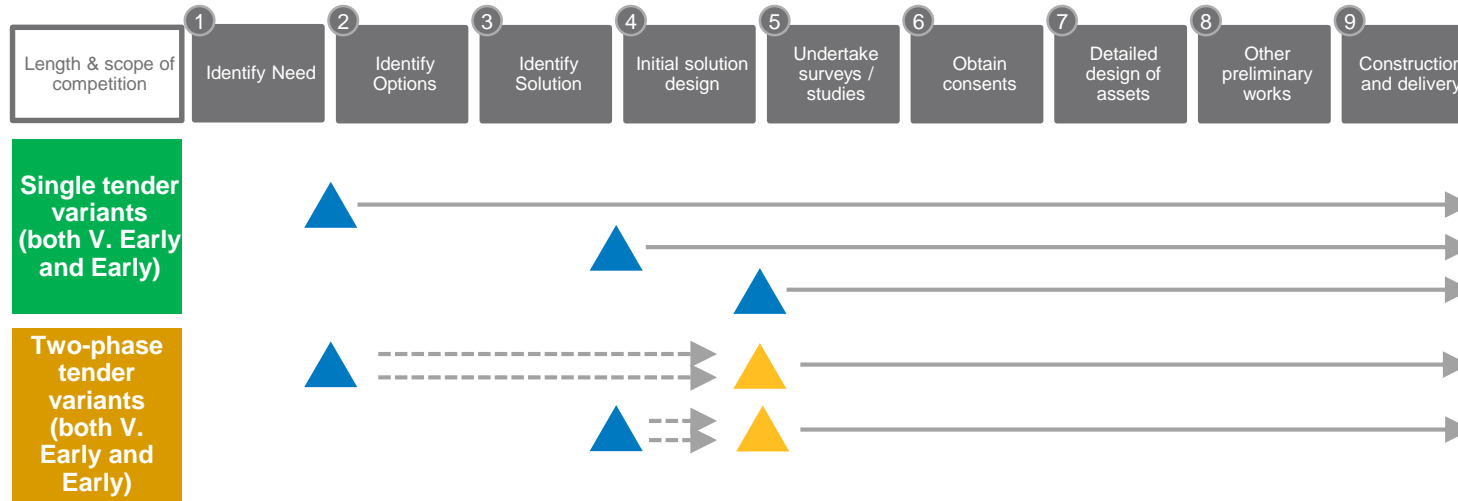 1
2
3
4
5
6
7
8
9
Length & scope of
competition
Identify Need
Identify
Options
Identify
Solution
Initial solution
design
Undertake
surveys /
studies
Obtain
consents
Detailed
design of
assets
Other
preliminary
works
Construction
and delivery
Single tender
variants
(both V. Early
and Early)
Two-phase
tender
variants
(both V.
Early and
Early)